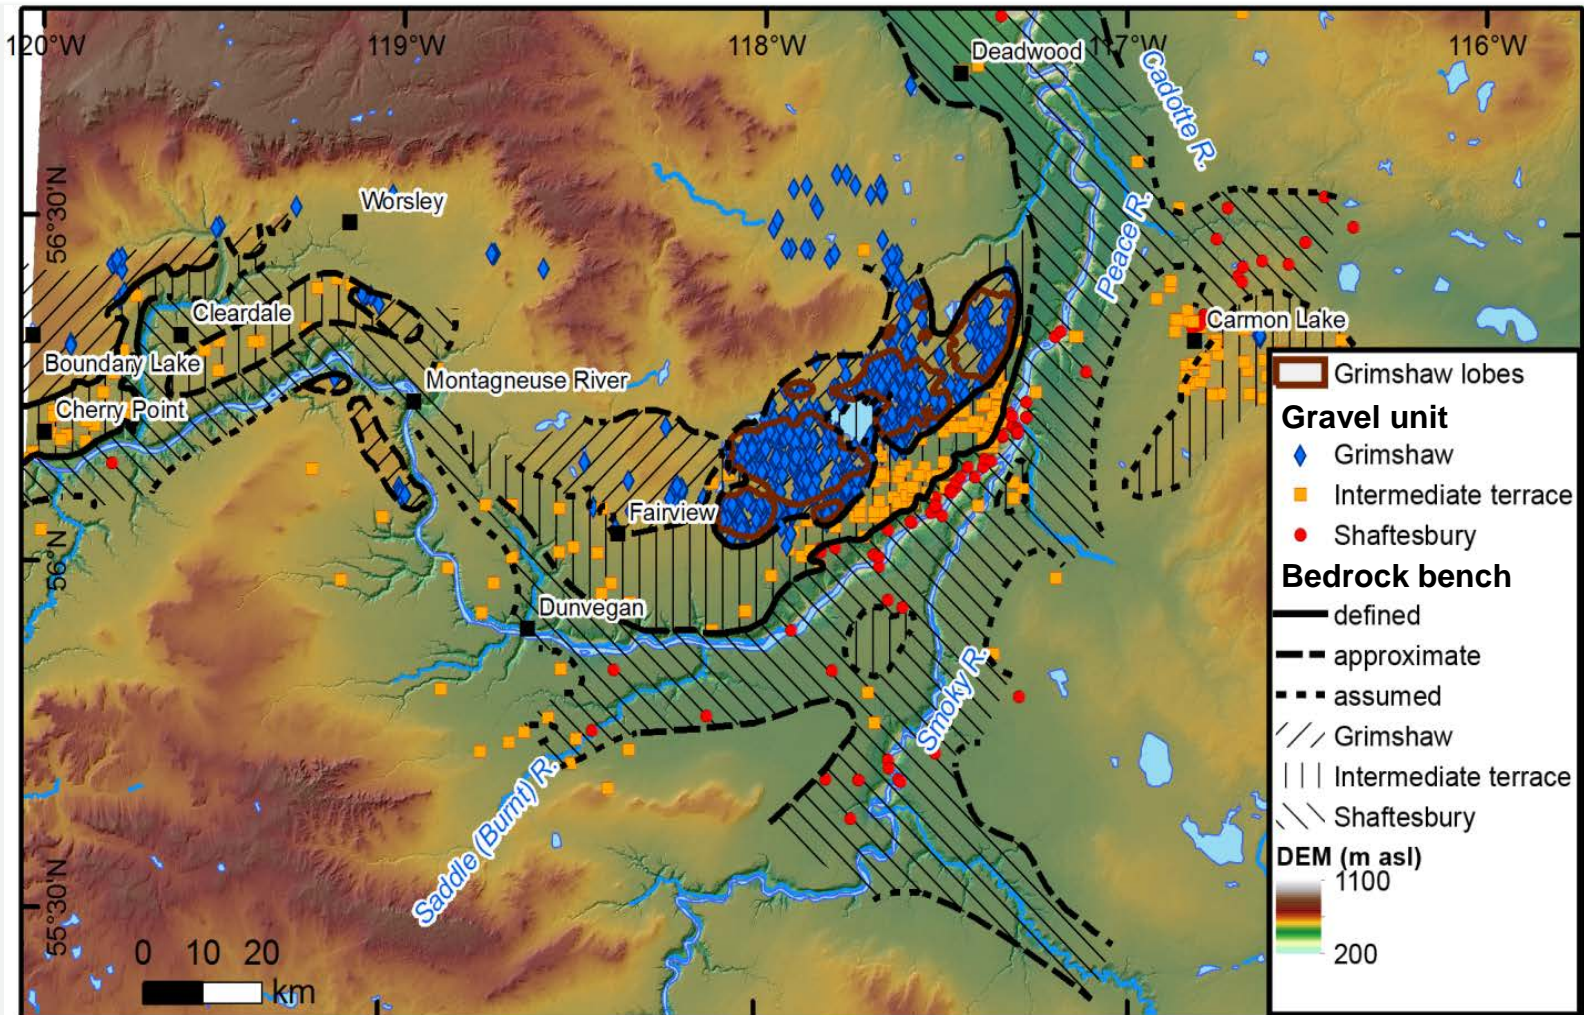 120°W
119°W
118°W
117°W
116°W
Deadwood
Cadotte R.
56°30'N
Worsley
Peace R.
Cleardale
Carmon Lake
Boundary Lake
Montagneuse River
Cherry Point
Fairview
56°N
Dunvegan
Smoky R.
Saddle (Burnt) R.
55°30'N
0 10 20
km
Grimshaw lobes
Gravel unit
Grimshaw
Intermediate terrace
Shaftesbury
Bedrock bench
defined
approximate
assumed
Grimshaw
Intermediate terrace
Shaftesbury
DEM (m asl)
1100
200